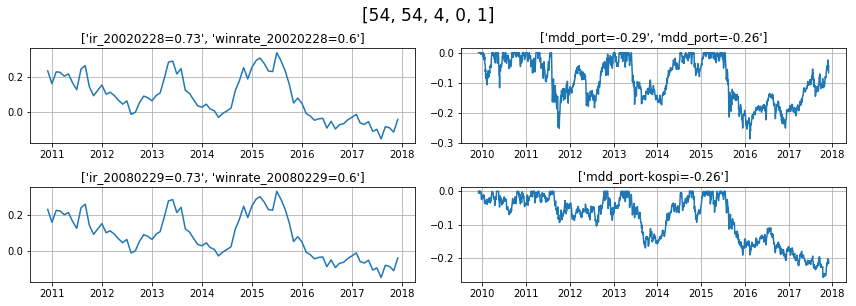 [54, 54, 4, 0, 1]
['ir_20020228=0.73', 'winrate_20020228=0.6']
0.2
0.0
2011 2012 2013 2014 2015 2016 2017 2018
['mdd_port=-0.29', 'mdd_port=-0.26']
0.0
−0.1
−0.2
−0.3
2010 2011 2012 2013 2014 2015 2016 2017 2018
['ir_20080229=0.73', 'winrate_20080229=0.6']
0.2
0.0
2011 2012 2013 2014 2015 2016 2017 2018
['mdd_port-kospi=-0.26']
0.0
−0.1
−0.2
2010 2011 2012 2013 2014 2015 2016 2017 2018